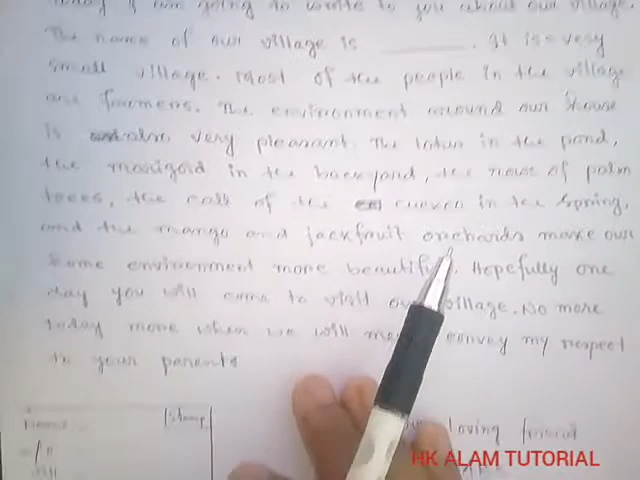 Today I am going to write to you about our village.
The name of our village is ________. It is a very
small village. Most of the people in the village
are farmers. The environment around our house
is also very pleasant. The lotus in the pond,
the marigold in the backyard, the rows of palm
trees, the call of the cuckoo in the spring,
and the mango and jackfruit orchards make our
home environment more beautiful. Hopefully one
day you will come to visit our village. No more
today more when we will meet convey my respect
to your parents
Name: Stamp
loving friend
HK ALAM TUTORIAL